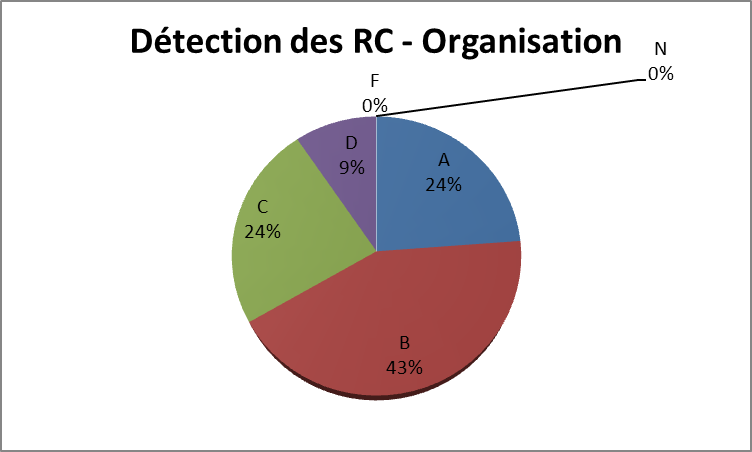 Détection des RC - Organisation
N
0%
F
0%
A
24%
D
9%
C
24%
B
43%